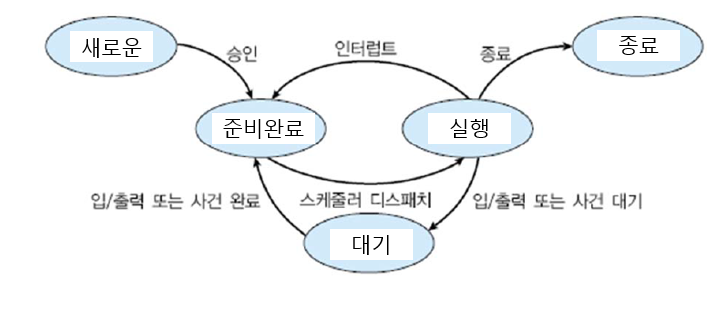 새로운
승인
인터럽트
종료
종료
준비완료
실행
입/출력 또는 사건 완료
스케줄러 디스패치
입/출력 또는 사건 대기
대기